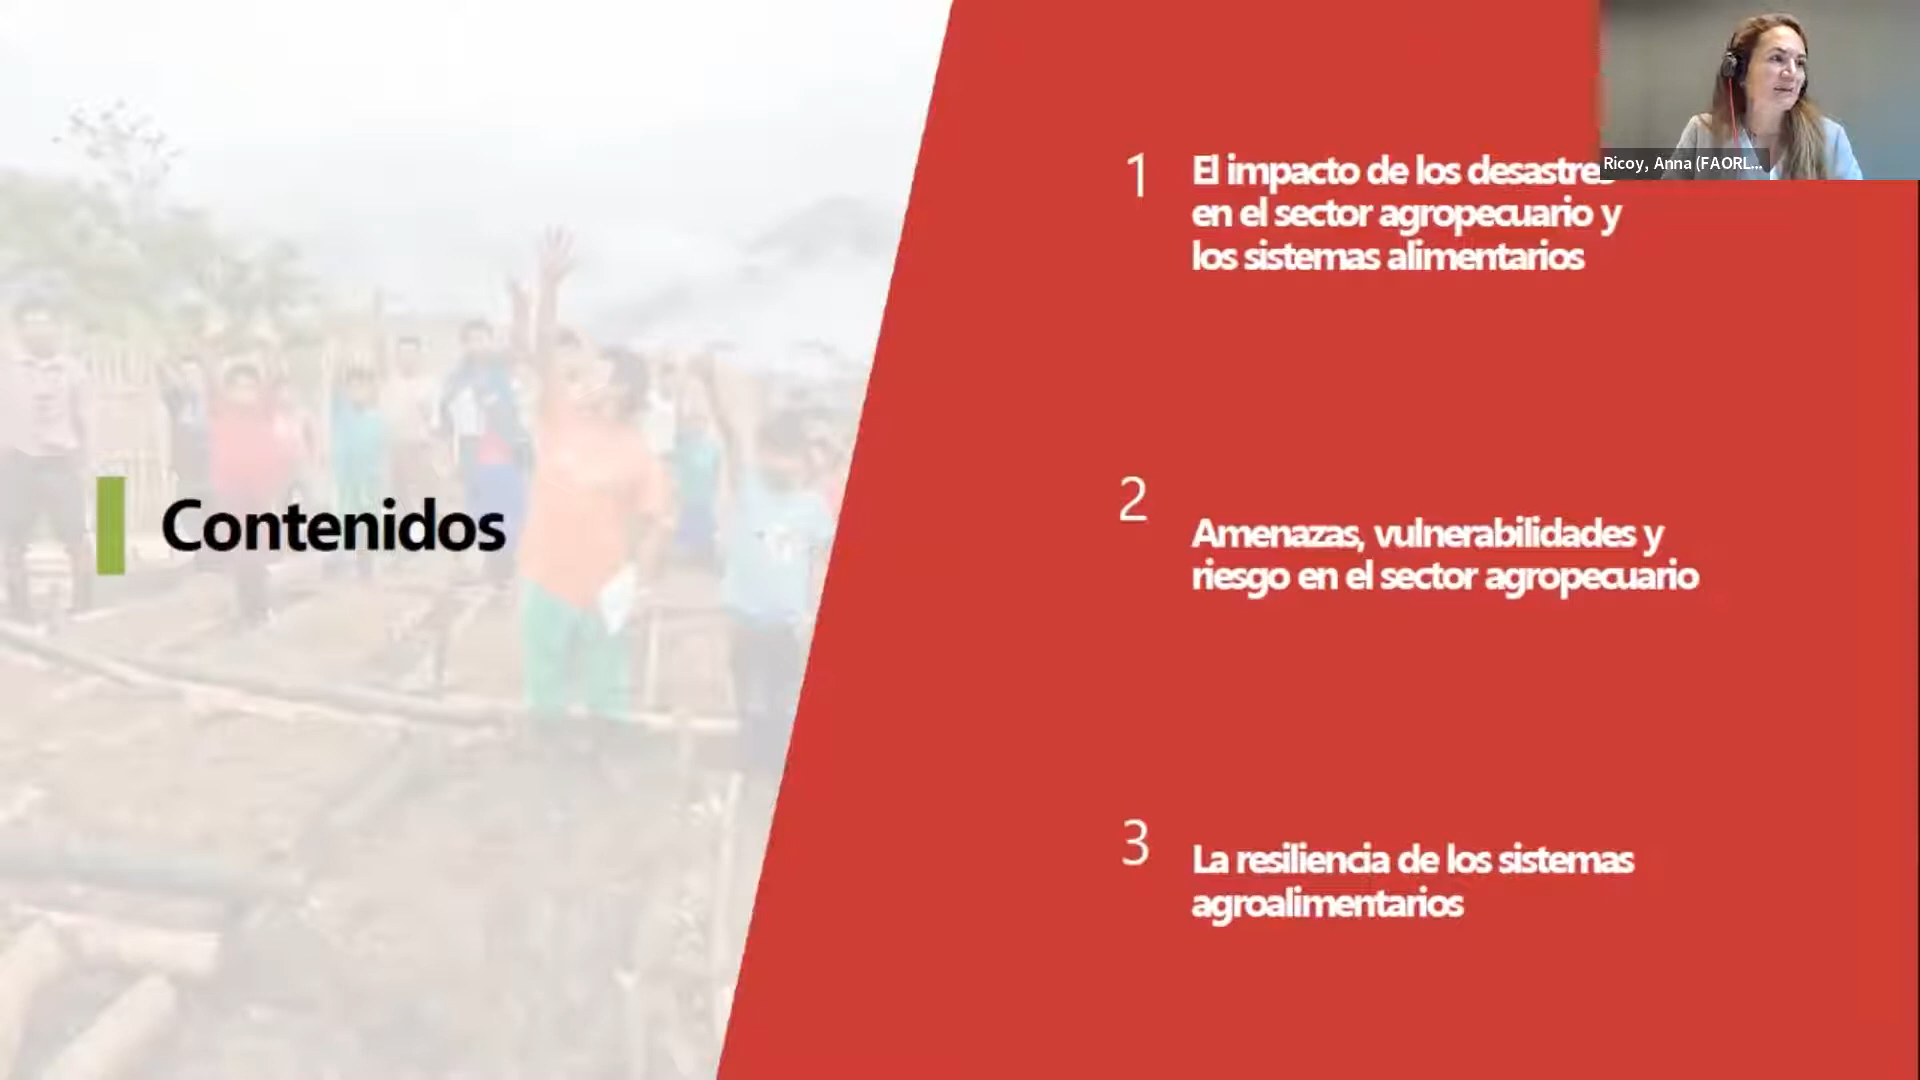 Contenidos
1
El impacto de los desastres
en el sector agropecuario y
los sistemas alimentarios
2
Amenazas, vulnerabilidades y
riesgo en el sector agropecuario
3
La resiliencia de los sistemas
agroalimentarios
Ricoy, Anna (FAORL...